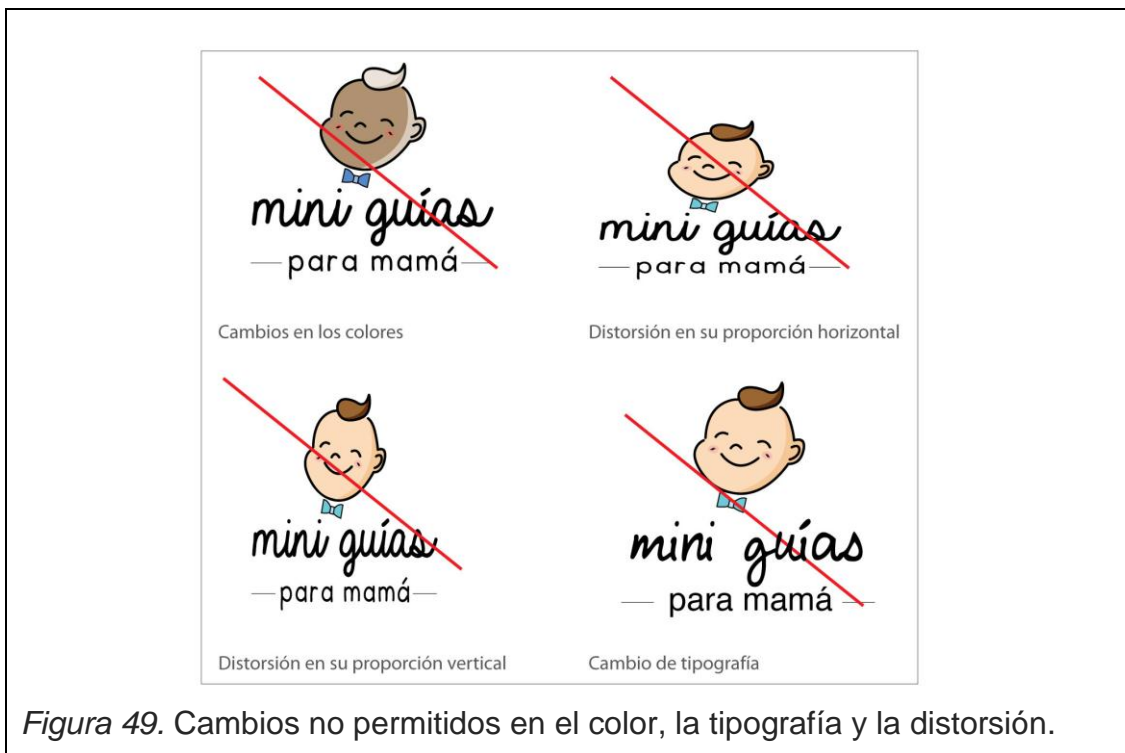 mini guías
para mamá
Cambios en los colores
mini guías
para mamá
Distorsión en su proporción horizontal
mini guías
para mamá
Distorsión en su proporción vertical
mini guías
para mamá
Cambio de tipografía
Figura 49. Cambios no permitidos en el color, la tipografía y la distorsión.